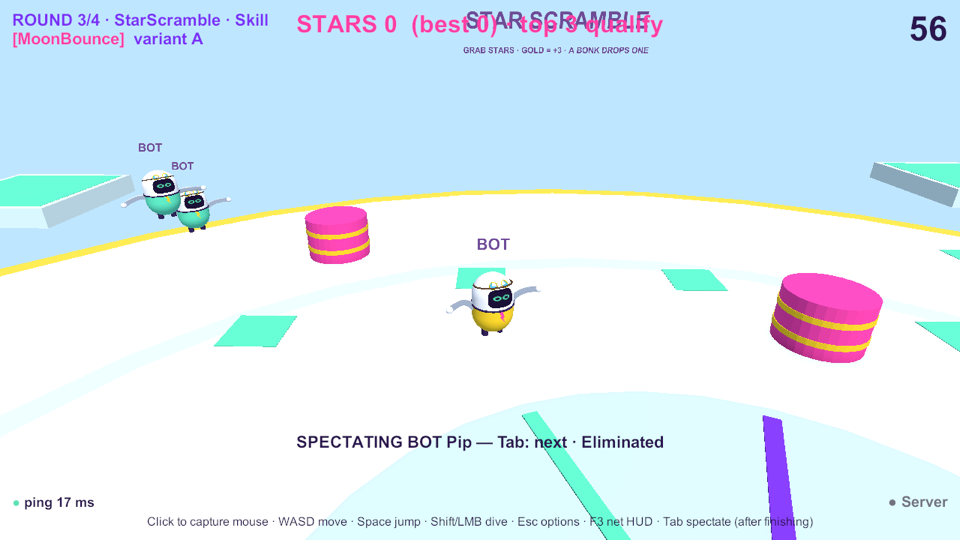 ROUND 3/4 · StarScramble · Skill
[MoonBounce] variant A
STARS 0 (best 0) · top 3 qualify
STAR SCRAMBLE
GRAB STARS · GOLD = +3 · A BONK DROPS ONE
56
BOT
BOT
BOT
SPECTATING BOT Pip — Tab: next · Eliminated
● ping 17 ms
● Server
Click to capture mouse · WASD move · Space jump · Shift/LMB dive · Esc options · F3 net HUD · Tab spectate (after finishing)